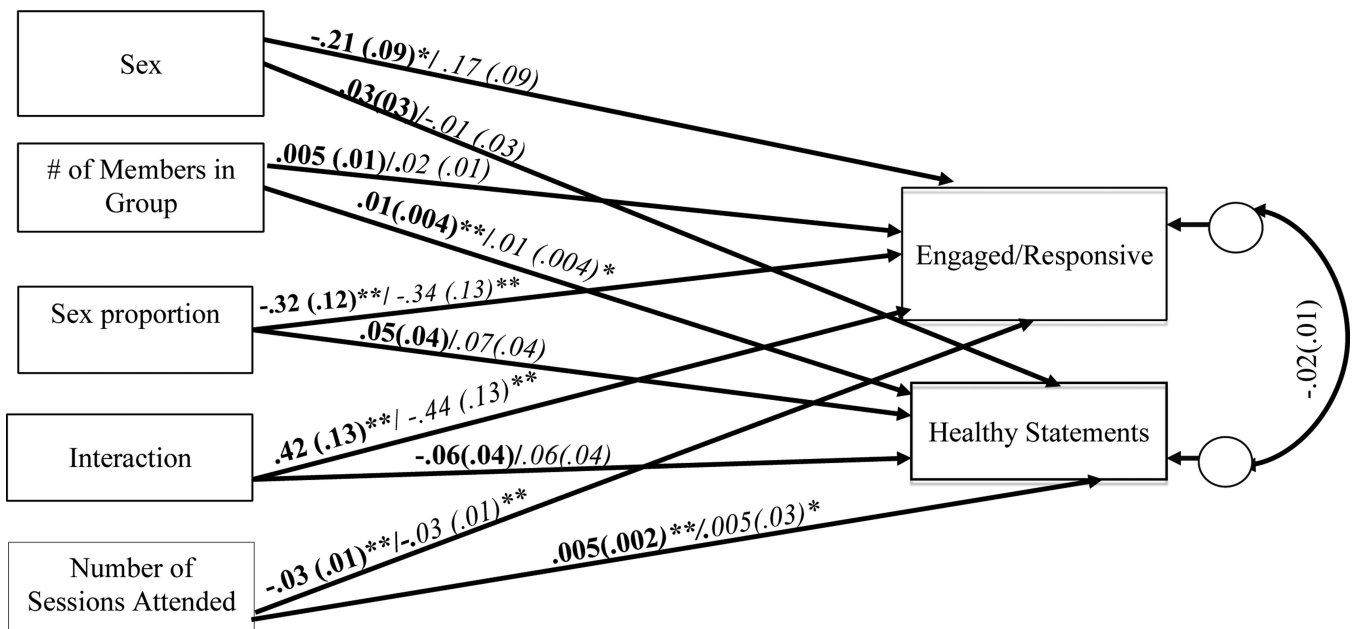 Sex
-.21 (.09)*/ .17 (.09)
.03(03)/-.01 (.03)
# of Members in
Group
.005 (.01)/.02 (.01)
.01(.004)**/.01 (.004)*
Engaged/Responsive
Sex proportion
-.32 (.12)**/ -.34 (.13)**
.05(.04)/.07(.04)
-.02(.01)
Interaction
.42 (.13)**/ -.44 (.13)**
-.06(.04)/.06(.04)
Healthy Statements
Number of
Sessions Attended
-.03 (.01)**/-.03 (.01)**
.005(.002)**/.005(.03)*